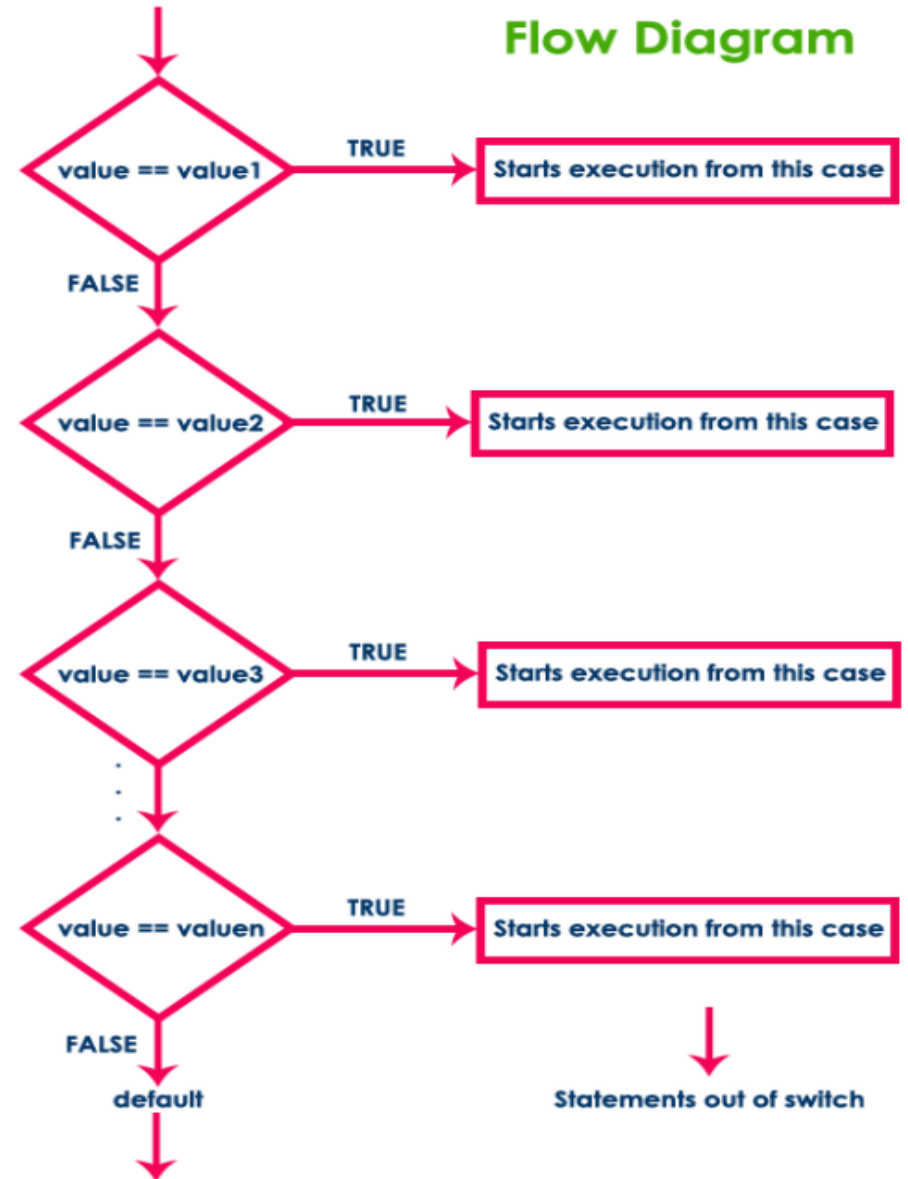 Flow Diagram
value == value1
TRUE
Starts execution from this case
FALSE
value == value2
TRUE
Starts execution from this case
FALSE
value == value3
TRUE
Starts execution from this case
.
.
.
value == valuen
TRUE
Starts execution from this case
FALSE
default
Statements out of switch